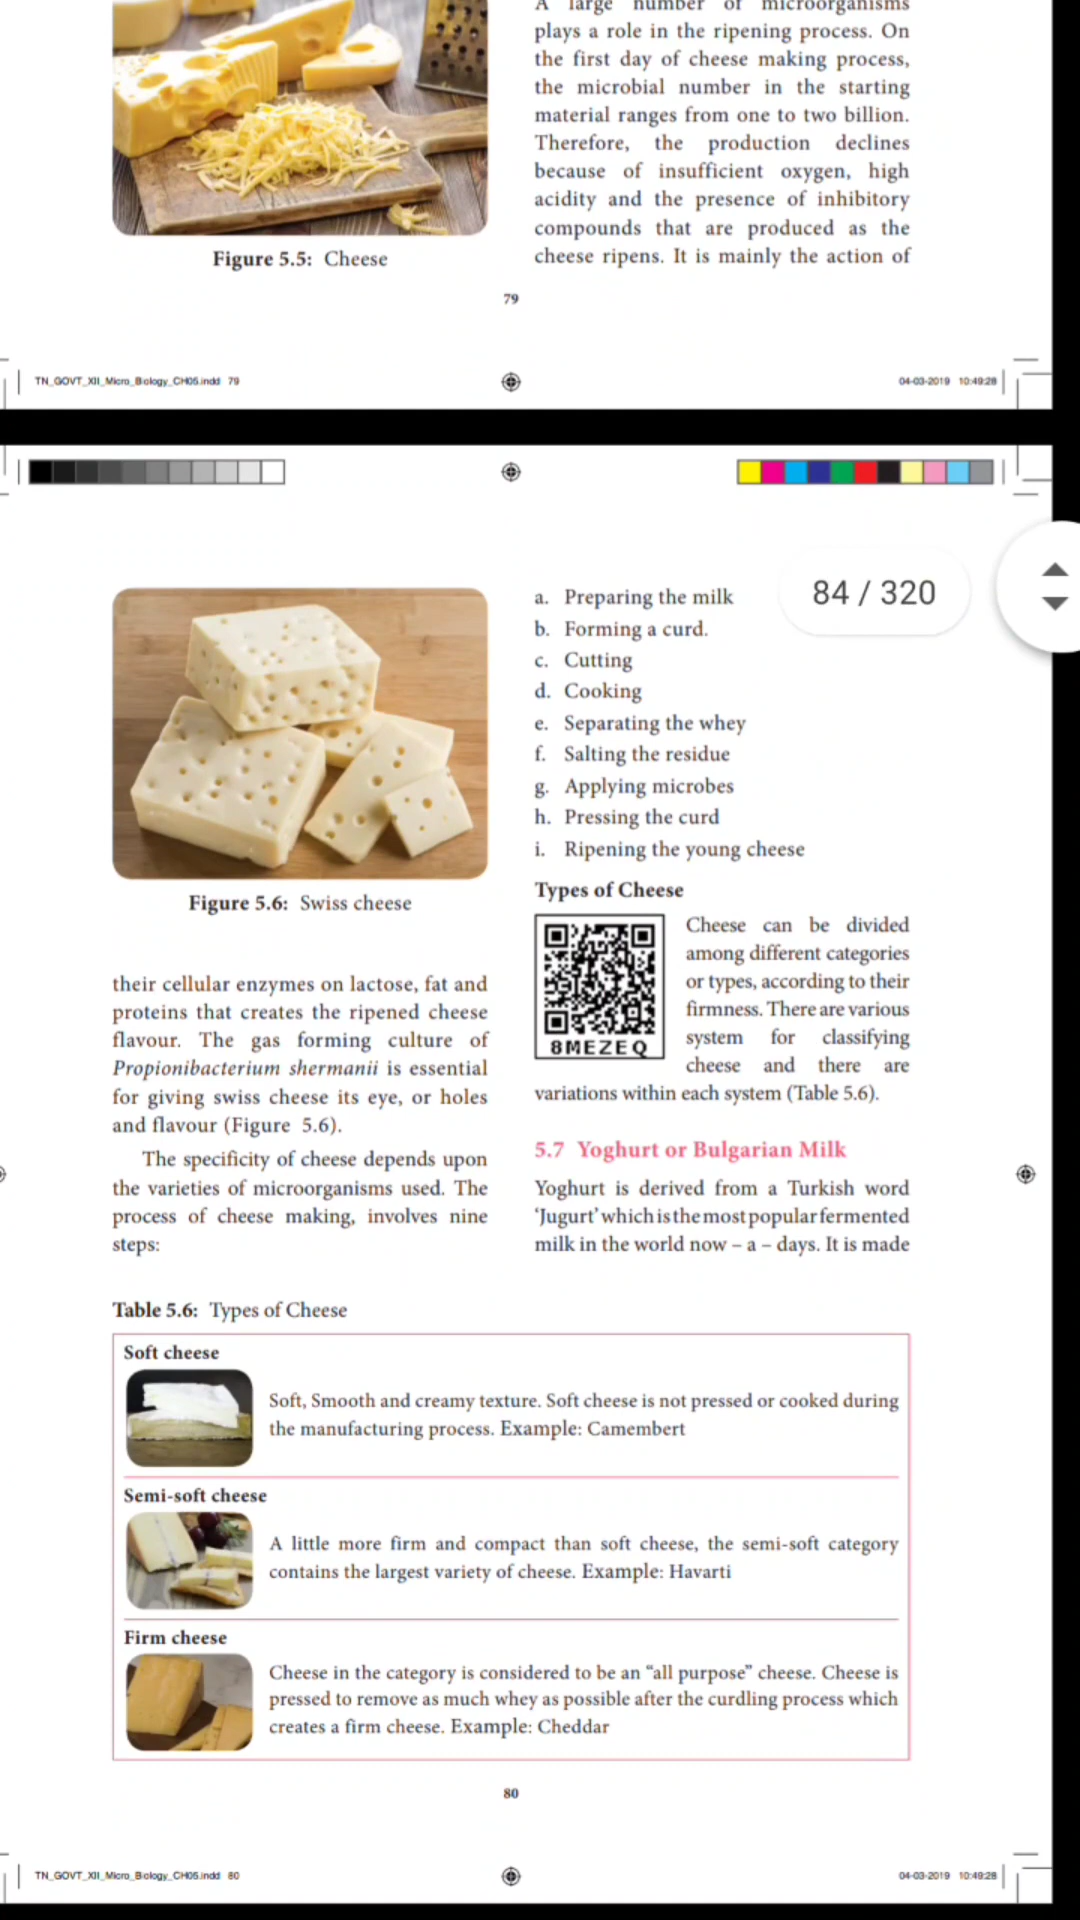 A large number of microorganisms
plays a role in the ripening process. On
the first day of cheese making process,
the microbial number in the starting
material ranges from one to two billion.
Therefore, the production declines
because of insufficient oxygen, high
acidity and the presence of inhibitory
compounds that are produced as the
cheese ripens. It is mainly the action of
Figure 5.5: Cheese
79
TN_GOVT_XII_Micro_Biology_CH05.indd 79
04-03-2019 10:49:28
84 / 320
Figure 5.6: Swiss cheese
their cellular enzymes on lactose, fat and
proteins that creates the ripened cheese
flavour. The gas forming culture of
Propionibacterium shermanii is essential
for giving swiss cheese its eye, or holes
and flavour (Figure 5.6).
The specificity of cheese depends upon
the varieties of microorganisms used. The
process of cheese making, involves nine
steps:
a. Preparing the milk
b. Forming a curd.
c. Cutting
d. Cooking
e. Separating the whey
f. Salting the residue
g. Applying microbes
h. Pressing the curd
i. Ripening the young cheese
Types of Cheese
8MEZEQ
Cheese can be divided
among different categories
or types, according to their
firmness. There are various
system for classifying
cheese and there are
variations within each system (Table 5.6).
5.7 Yoghurt or Bulgarian Milk
Yoghurt is derived from a Turkish word
‘Jugurt’ which is the most popular fermented
milk in the world now – a – days. It is made
Table 5.6: Types of Cheese
Soft cheese
Soft, Smooth and creamy texture. Soft cheese is not pressed or cooked during
the manufacturing process. Example: Camembert
Semi-soft cheese
A little more firm and compact than soft cheese, the semi-soft category
contains the largest variety of cheese. Example: Havarti
Firm cheese
Cheese in the category is considered to be an “all purpose” cheese. Cheese is
pressed to remove as much whey as possible after the curdling process which
creates a firm cheese. Example: Cheddar
80
TN_GOVT_XII_Micro_Biology_CH05.indd 80
04-03-2019 10:49:28